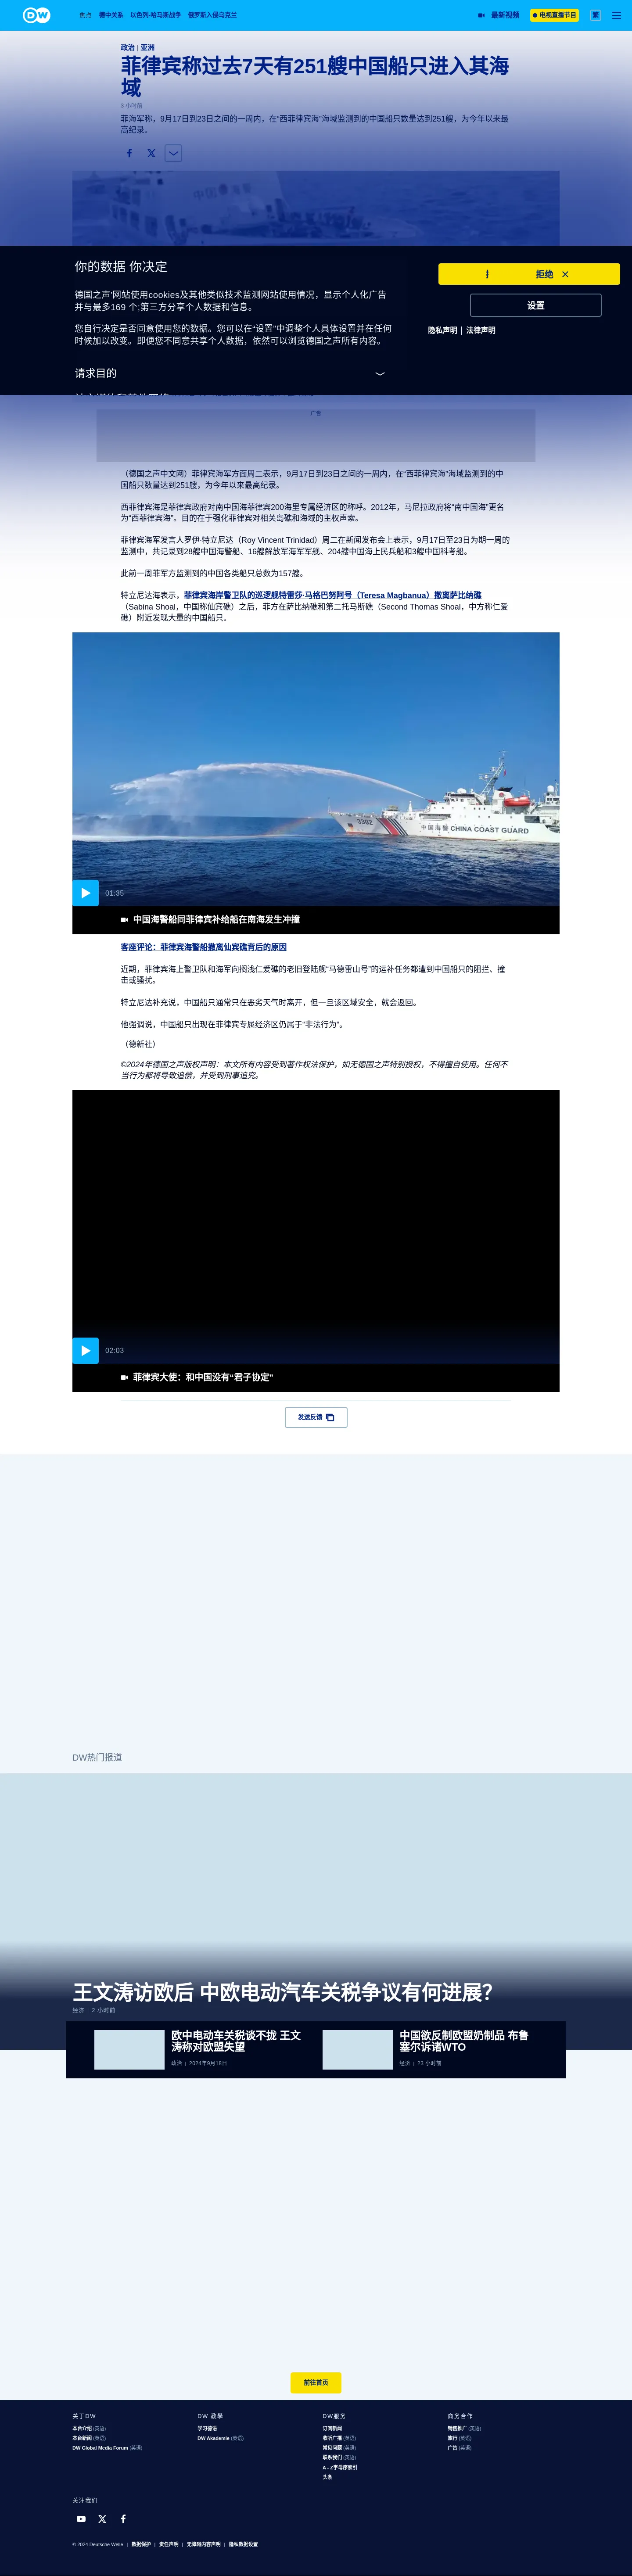 DW
焦点 德中关系 以色列-哈马斯战争 俄罗斯入侵乌克兰
最新视频 电视直播节目 繁
政治 | 亚洲
菲律宾称过去7天有251艘中国船只进入其海
域
3 小时前
菲海军称，9月17日到23日之间的一周内，在“西菲律宾海”海域监测到的中国船只数量达到251艘，为今年以来最
高纪录。
你的数据 你决定
拒绝
德国之声'网站使用cookies及其他类似技术监测网站使用情况，显示个人化广告
并与最多169 个;第三方分享个人数据和信息。
设置
您自行决定是否同意使用您的数据。您可以在“设置”中调整个人具体设置并在任何
时候加以改变。即便您不同意共享个人数据，依然可以浏览德国之声所有内容。
隐私声明 | 法律声明
请求目的
广告
（德国之声中文网）菲律宾海军方面周二表示，9月17日到23日之间的一周内，在“西菲律宾海”海域监测到的中
国船只数量达到251艘，为今年以来最高纪录。
西菲律宾海是菲律宾政府对南中国海菲律宾200海里专属经济区的称呼。2012年，马尼拉政府将“南中国海”更名
为“西菲律宾海”。目的在于强化菲律宾对相关岛礁和海域的主权声索。
菲律宾海军发言人罗伊·特立尼达（Roy Vincent Trinidad）周二在新闻发布会上表示，9月17日至23日为期一周的
监测中，共记录到28艘中国海警船、16艘解放军海军军舰、204艘中国海上民兵船和3艘中国科考船。
此前一周菲军方监测到的中国各类船只总数为157艘。
特立尼达海表示，菲律宾海岸警卫队的巡逻舰特雷莎·马格巴努阿号（Teresa Magbanua）撤离萨比纳礁
（Sabina Shoal，中国称仙宾礁）之后，菲方在萨比纳礁和第二托马斯礁（Second Thomas Shoal，中方称仁爱
礁）附近发现大量的中国船只。
3302 中国海警 CHINA COAST GUARD
01:35
中国海警船同菲律宾补给船在南海发生冲撞
客座评论：菲律宾海警船撤离仙宾礁背后的原因
近期，菲律宾海上警卫队和海军向搁浅仁爱礁的老旧登陆舰“马德雷山号”的运补任务都遭到中国船只的阻拦、撞
击或骚扰。
特立尼达补充说，中国船只通常只在恶劣天气时离开，但一旦该区域安全，就会返回。
他强调说，中国船只出现在菲律宾专属经济区仍属于“非法行为”。
（德新社）
©2024年德国之声版权声明：本文所有内容受到著作权法保护，如无德国之声特别授权，不得擅自使用。任何不
当行为都将导致追偿，并受到刑事追究。
02:03
菲律宾大使：和中国没有“君子协定”
发送反馈
DW热门报道
王文涛访欧后 中欧电动汽车关税争议有何进展？
经济 | 2 小时前
欧中电动车关税谈不拢 王文
涛称对欧盟失望
政治 | 2024年9月18日
中国欲反制欧盟奶制品 布鲁
塞尔诉诸WTO
经济 | 23 小时前
前往首页
关于DW
本台介绍 (英语)
本台新闻 (英语)
DW Global Media Forum (英语)
DW 教学
学习德语
DW Akademie (英语)
DW服务
订阅新闻
收听广播 (英语)
常见问题 (英语)
联系我们 (英语)
A - Z字母序索引
头条
商务合作
销售推广 (英语)
旅行 (英语)
广告 (英语)
关注我们
© 2024 Deutsche Welle | 数据保护 | 责任声明 | 无障碍内容声明 | 隐私数据设置